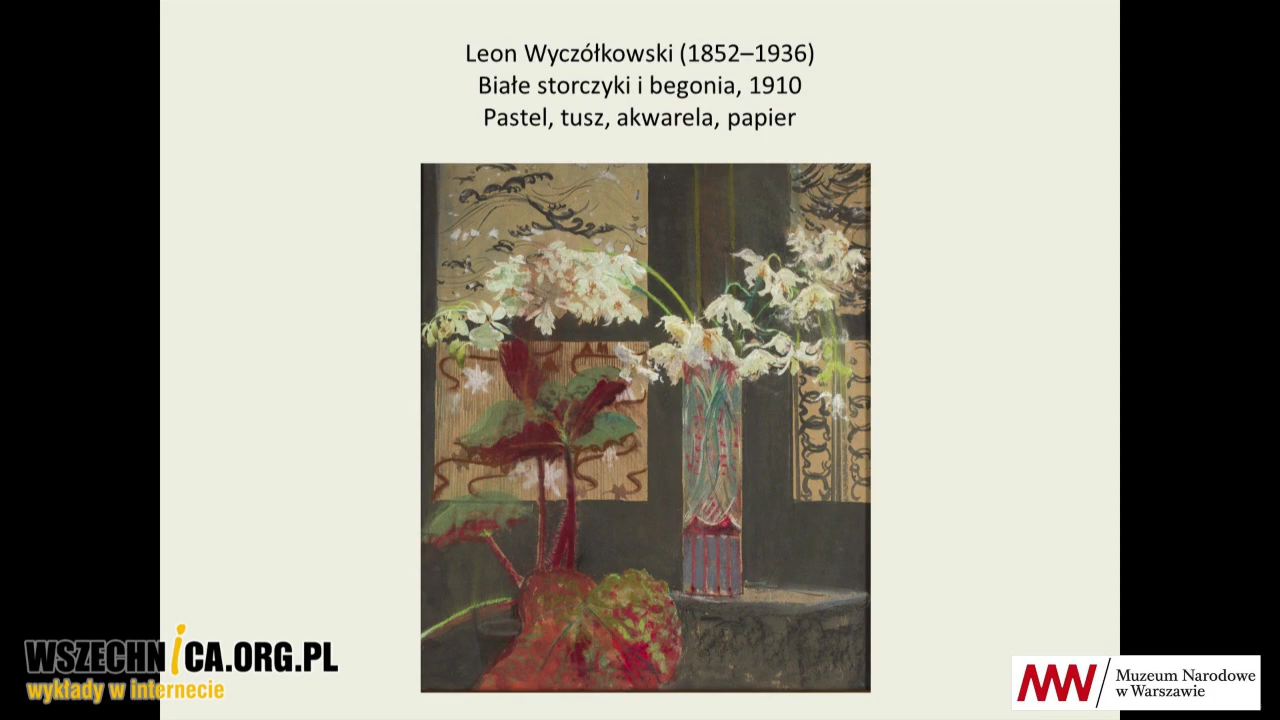 Leon Wyczółkowski (1852–1936)
Białe storczyki i begonia, 1910
Pastel, tusz, akwarela, papier
WSZECHNICA.ORG.PL
wykłady w internecie
MNW
Muzeum Narodowe
w Warszawie